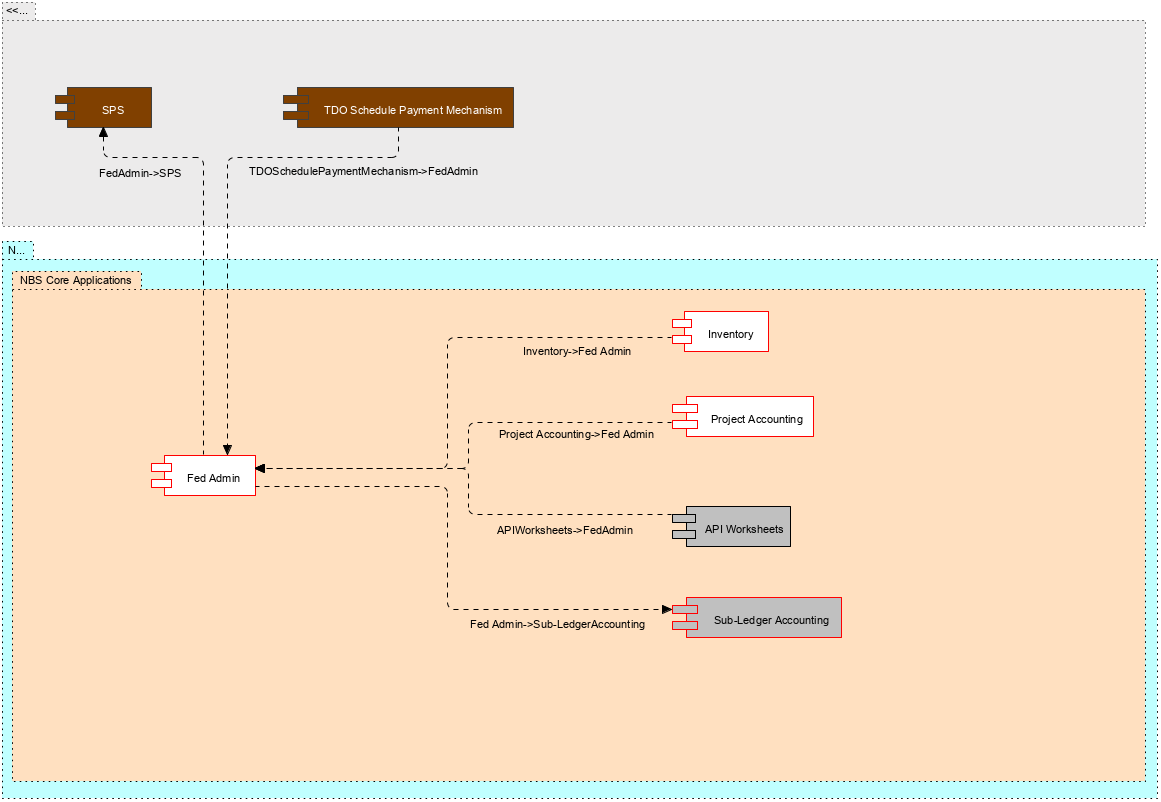 <<...
SPS
TDO Schedule Payment Mechanism
FedAdmin->SPS
TDOSchedulePaymentMechanism->FedAdmin
N...
NBS Core Applications
Inventory
Inventory->Fed Admin
Project Accounting
Project Accounting->Fed Admin
Fed Admin
API Worksheets
APIWorksheets->FedAdmin
Sub-Ledger Accounting
Fed Admin->Sub-LedgerAccounting